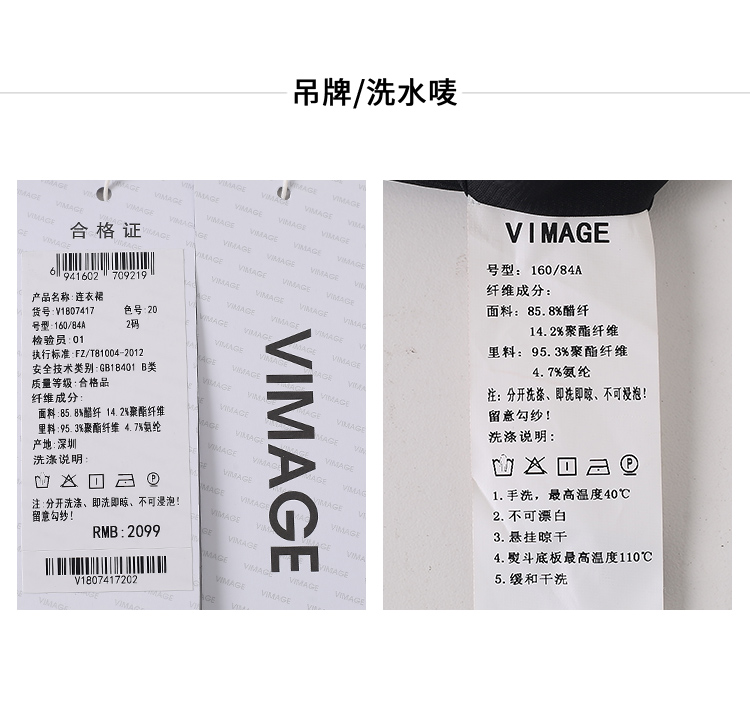 吊牌/洗水唛
合格证
6 941602 709219
产品名称:连衣裙
货号:V1807417 色号:20
号型:160/84A 2码
检验员:01
执行标准:FZ/T81004-2012
安全技术类别:GB18401 B类
质量等级:合格品
纤维成分:
面料:85.8%醋纤 14.2%聚酯纤维
里料:95.3%聚酯纤维 4.7%氨纶
产地:深圳
洗涤说明:
注:分开洗涤、即洗即晾、不可浸泡!
留意勾纱!
RMB:2099
V1807417202
VIMAGE
VIMAGE
号型: 160/84A
纤维成分:
面料: 85.8%醋纤
14.2%聚酯纤维
里料: 95.3%聚酯纤维
4.7%氨纶
注: 分开洗涤、即洗即晾、不可浸泡!
留意勾纱!
洗涤说明:
P
1.手洗，最高温度40℃
2.不可漂白
3.悬挂晾干
4.熨斗底板最高温度110℃
5.缓和干洗